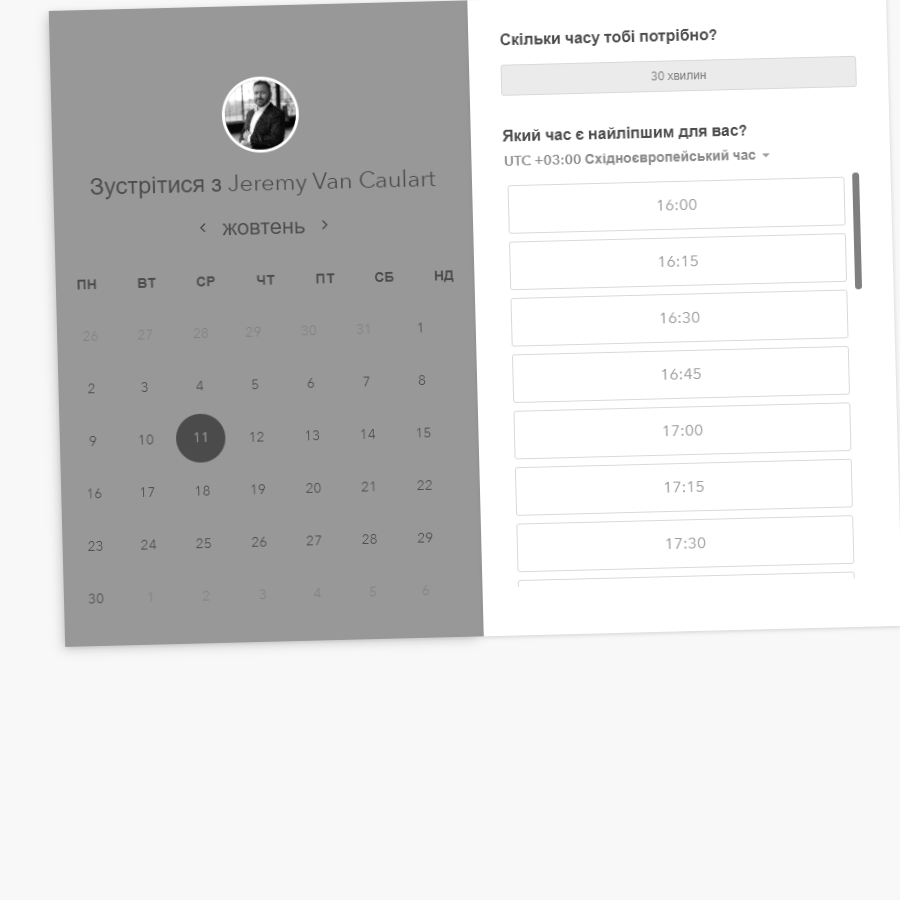 Зустрітися з Jeremy Van Caulart
жовтень
ПН ВТ СР ЧТ ПТ СБ НД
26 27 28 29 30 31 1
2 3 4 5 6 7 8
9 10 11 12 13 14 15
16 17 18 19 20 21 22
23 24 25 26 27 28 29
30 1 2 3 4 5 6
Скільки часу тобі потрібно?
30 хвилин
Який час є найліпшим для вас?
UTC +03:00 Східноєвропейський час
16:00
16:15
16:30
16:45
17:00
17:15
17:30